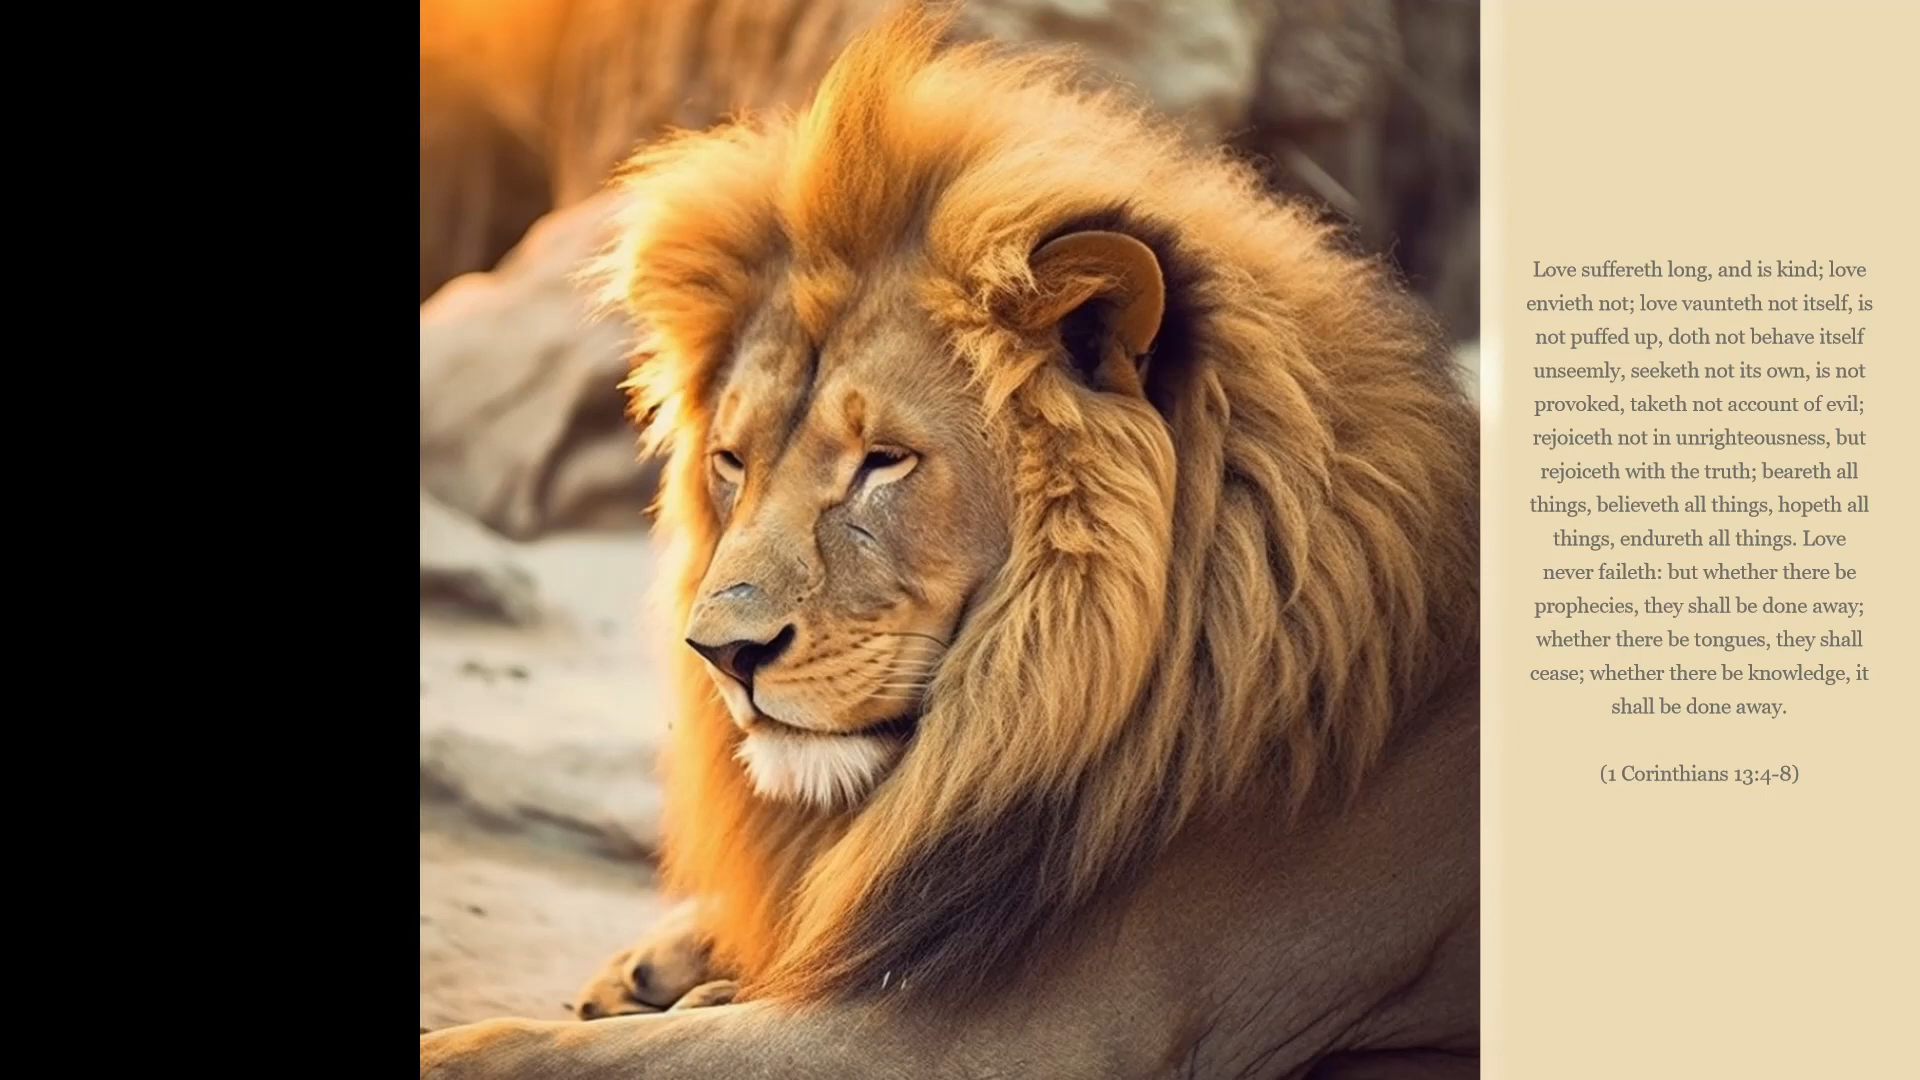 Love suffereth long, and is kind; love
envieth not; love vaunteth not itself, is
not puffed up, doth not behave itself
unseemly, seeketh not its own, is not
provoked, taketh not account of evil;
rejoiceth not in unrighteousness, but
rejoiceth with the truth; beareth all
things, believeth all things, hopeth all
things, endureth all things. Love
never faileth: but whether there be
prophecies, they shall be done away;
whether there be tongues, they shall
cease; whether there be knowledge, it
shall be done away.
(1 Corinthians 13:4-8)